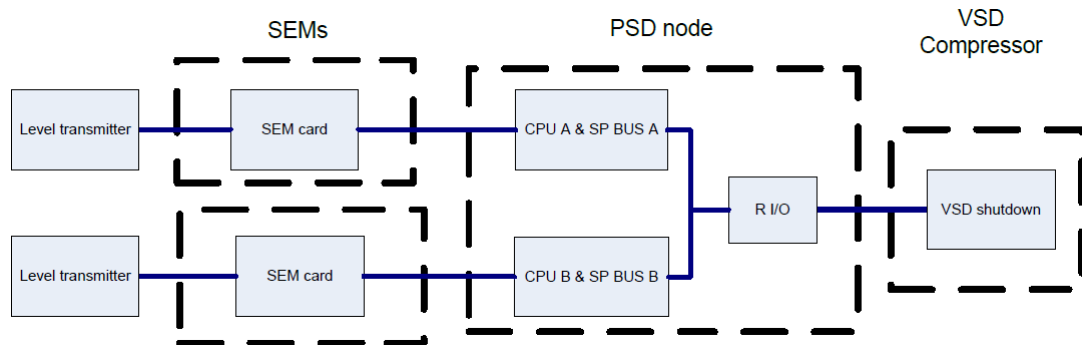 SEMs
PSD node
VSD
Compressor
Level transmitter
SEM card
CPU A & SP BUS A
R I/O
VSD shutdown
Level transmitter
SEM card
CPU B & SP BUS B